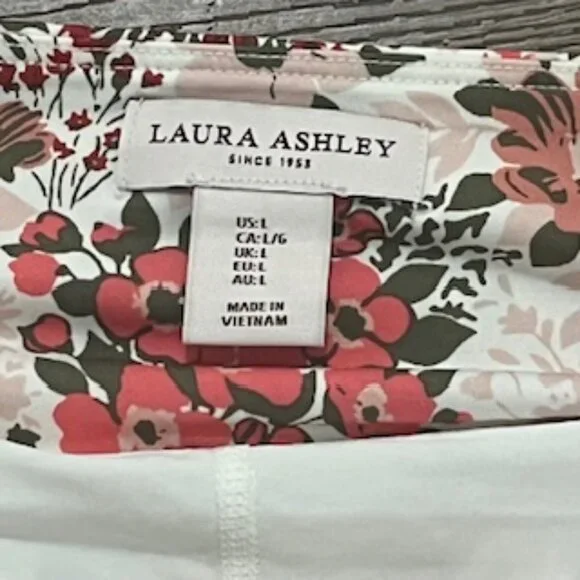 LAURA ASHLEY
SINCE 1953
US: L
CA: L/G
UK: L
EU: L
AU: L
MADE IN
VIETNAM